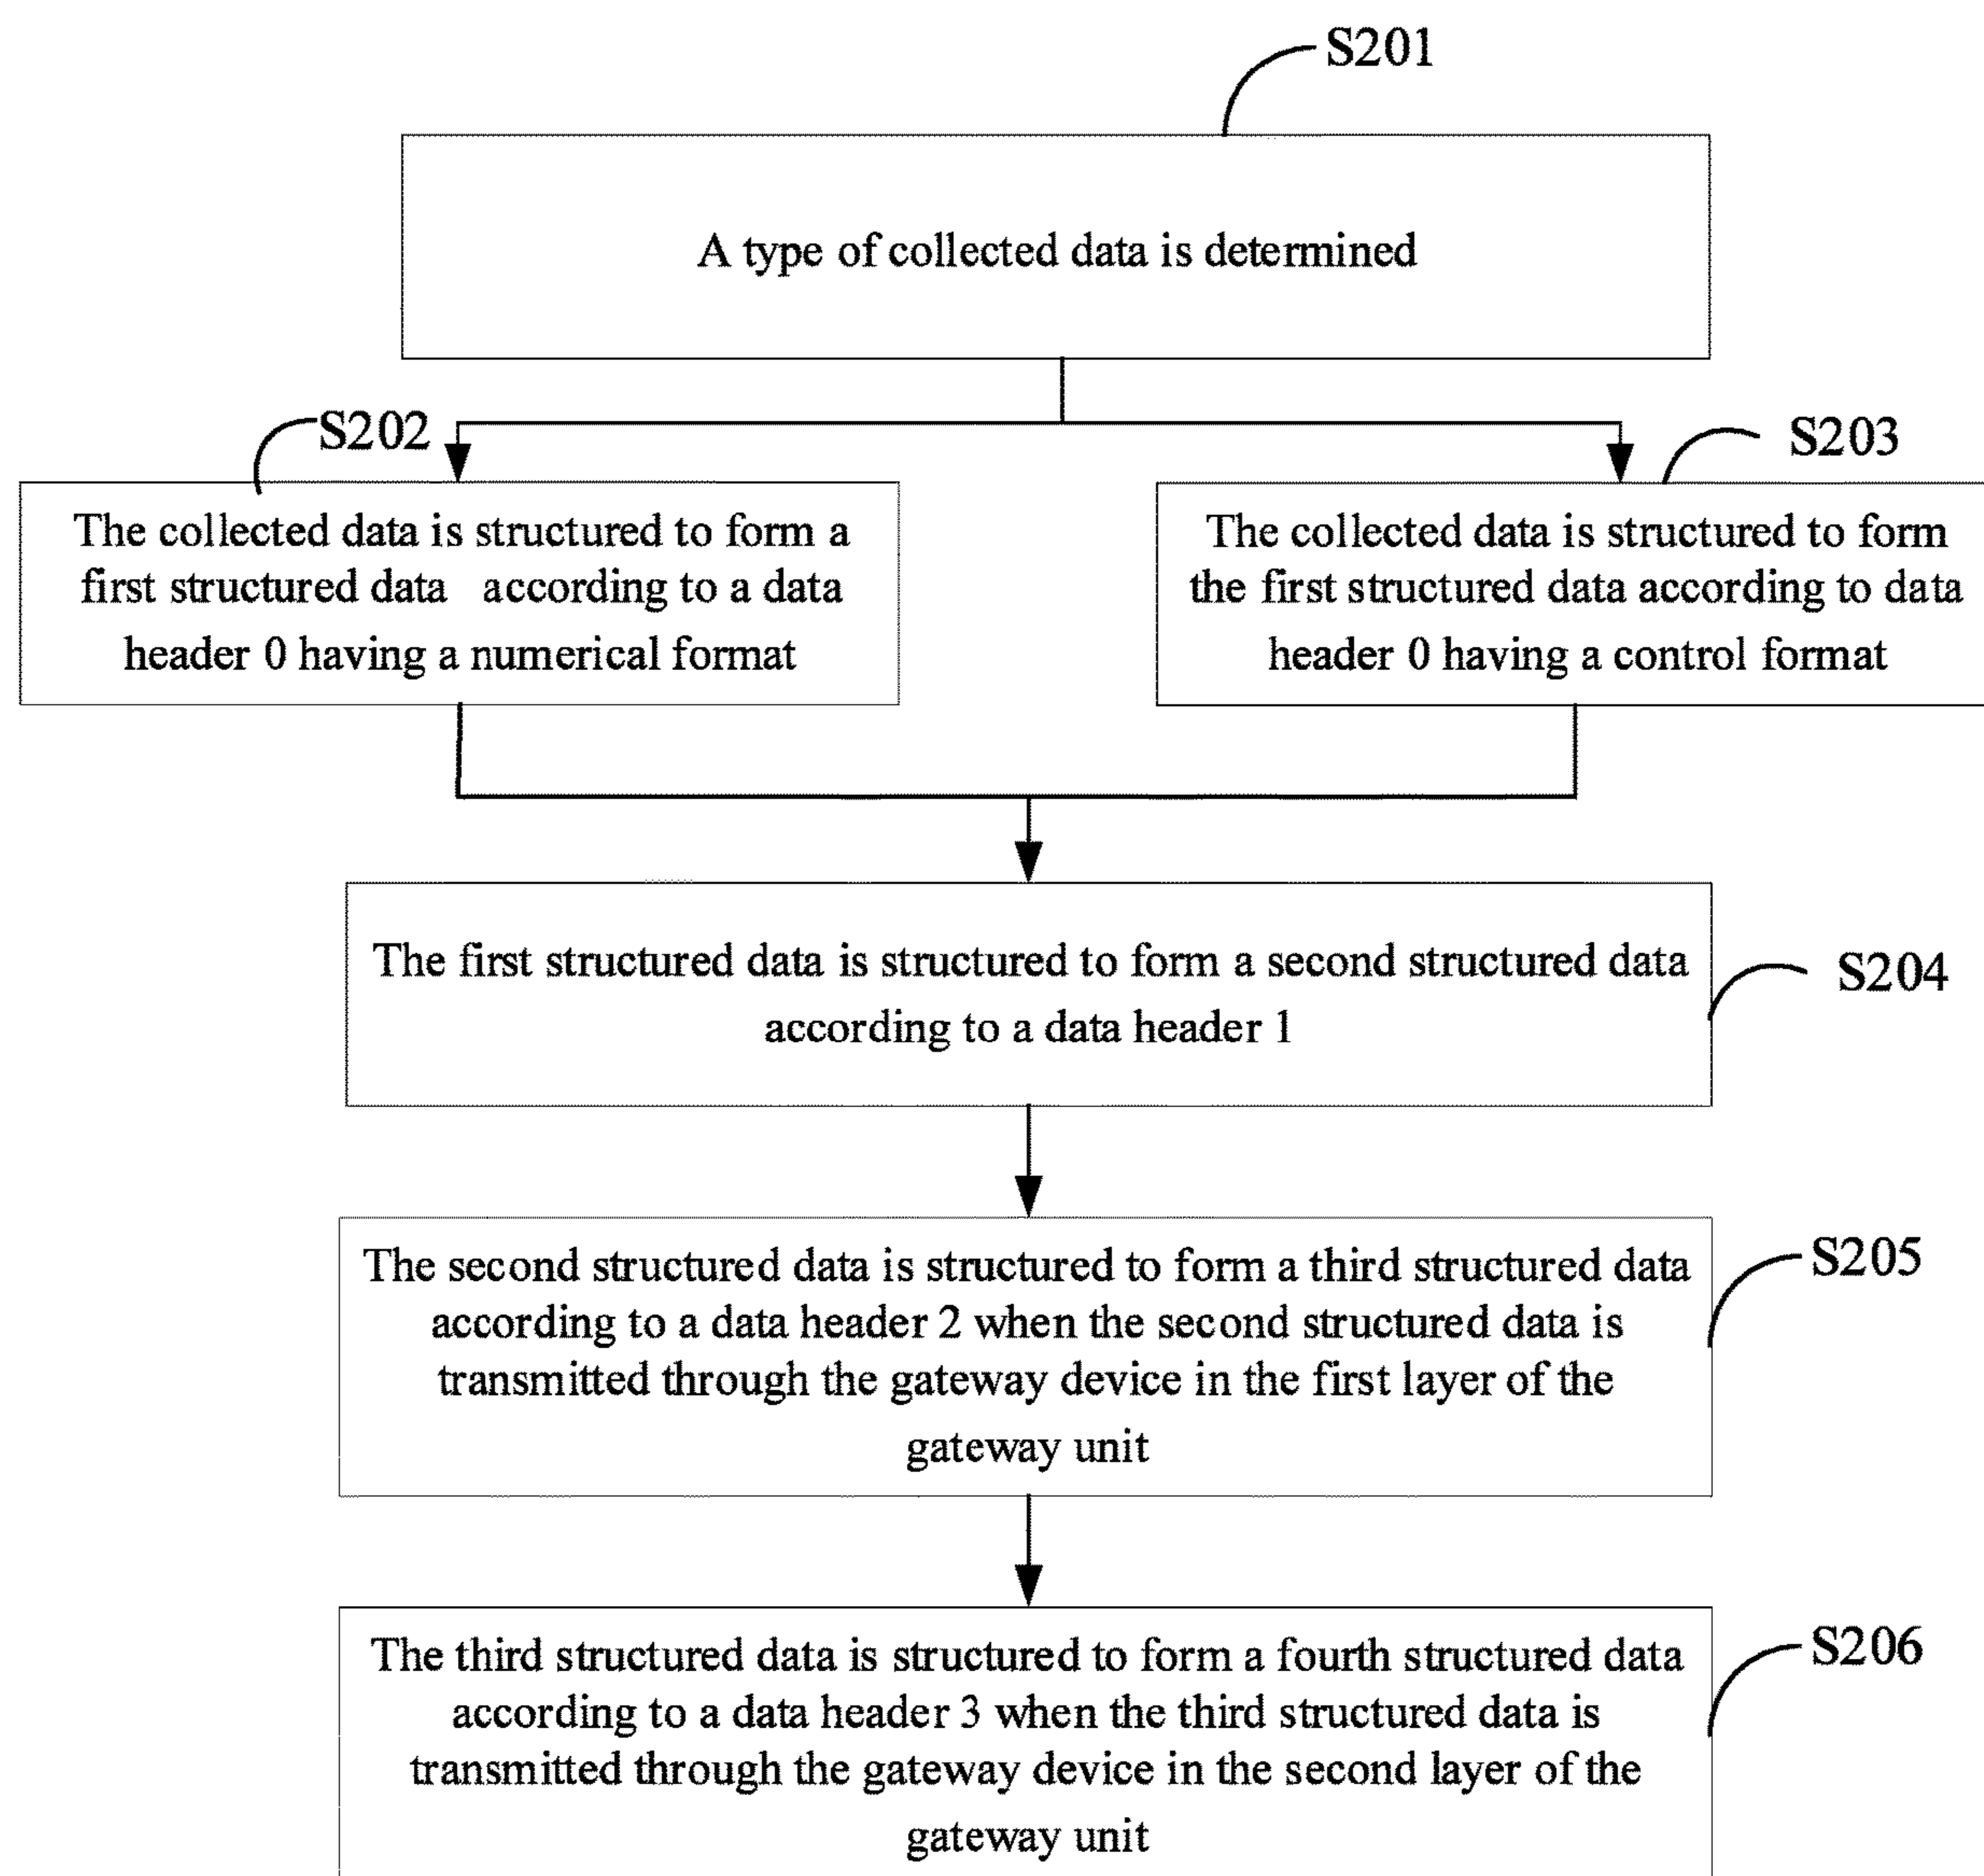 S201
A type of collected data is determined
S202
S203
The collected data is structured to form a
first structured data according to a data
header 0 having a numerical format
The collected data is structured to form
the first structured data according to data
header 0 having a control format
The first structured data is structured to form a second structured data
according to a data header 1
S204
The second structured data is structured to form a third structured data
according to a data header 2 when the second structured data is
transmitted through the gateway device in the first layer of the
gateway unit
S205
The third structured data is structured to form a fourth structured data
according to a data header 3 when the third structured data is
transmitted through the gateway device in the second layer of the
gateway unit
S206